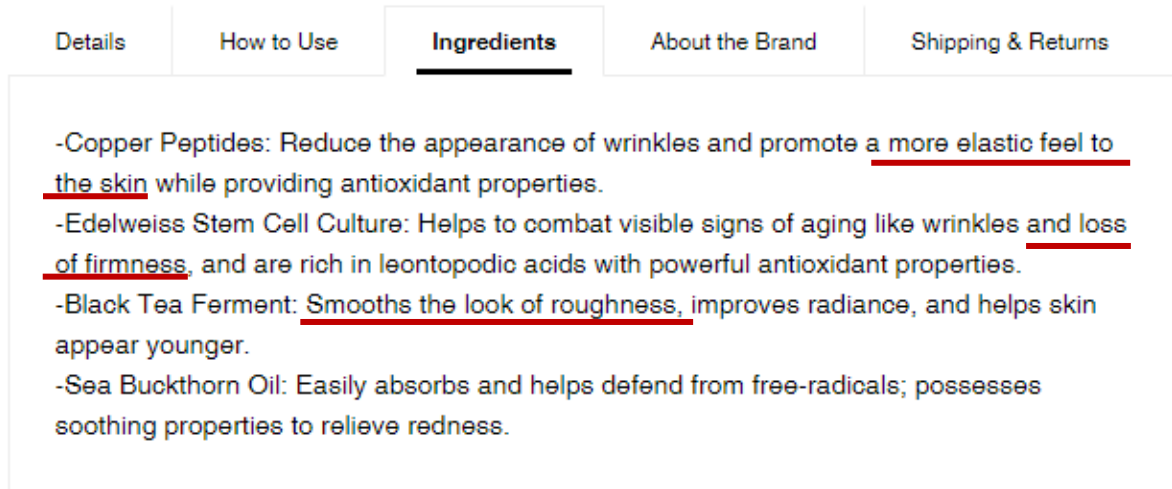 Details How to Use Ingredients About the Brand Shipping & Returns
-Copper Peptides: Reduce the appearance of wrinkles and promote a more elastic feel to
the skin while providing antioxidant properties.
-Edelweiss Stem Cell Culture: Helps to combat visible signs of aging like wrinkles and loss
of firmness, and are rich in leontopodic acids with powerful antioxidant properties.
-Black Tea Ferment: Smooths the look of roughness, improves radiance, and helps skin
appear younger.
-Sea Buckthorn Oil: Easily absorbs and helps defend from free-radicals; possesses
soothing properties to relieve redness.